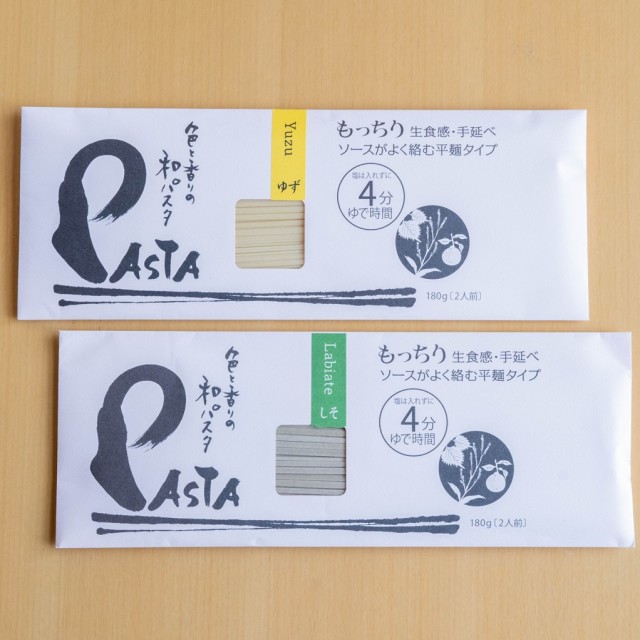 色と香りの
和パスタ
PASTA
Yuzu
ゆず
もっちり 生食感・手延べ
ソースがよく絡む平麺タイプ
塩は入れずに
4分
ゆで時間
180g〔2人前〕
色と香りの
和パスタ
PASTA
Labiate
しそ
もっちり 生食感・手延べ
ソースがよく絡む平麺タイプ
塩は入れずに
4分
ゆで時間
180g〔2人前〕